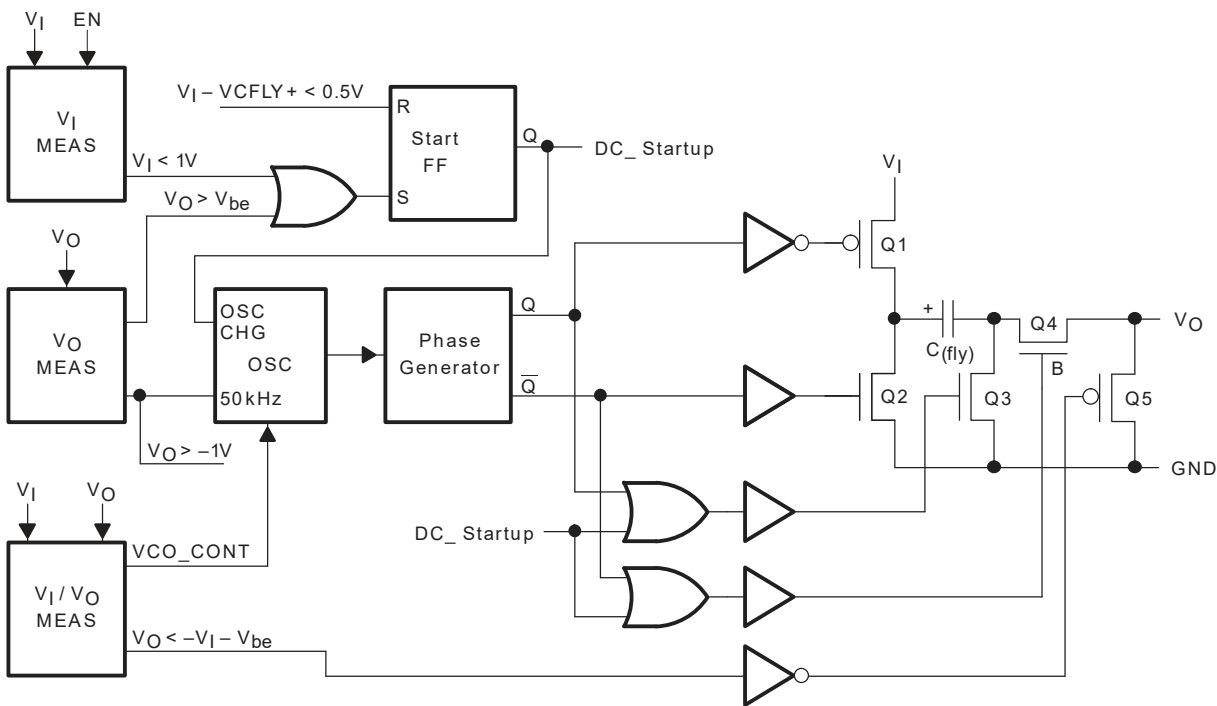 VI
EN
VI
MEAS
VI < 1V
VO > Vbe
VI – VCFLY+ < 0.5V
R
Start
FF
S
Q
DC_ Startup
VO
VO
MEAS
VO > –1V
OSC
CHG
OSC
50kHz
Phase
Generator
Q
Q
VI
VO
VI / VO
MEAS
VCO_CONT
VO < –VI – Vbe
DC_ Startup
VI
Q1
Q2
+
C(fly)
Q3
Q4
B
Q5
VO
GND